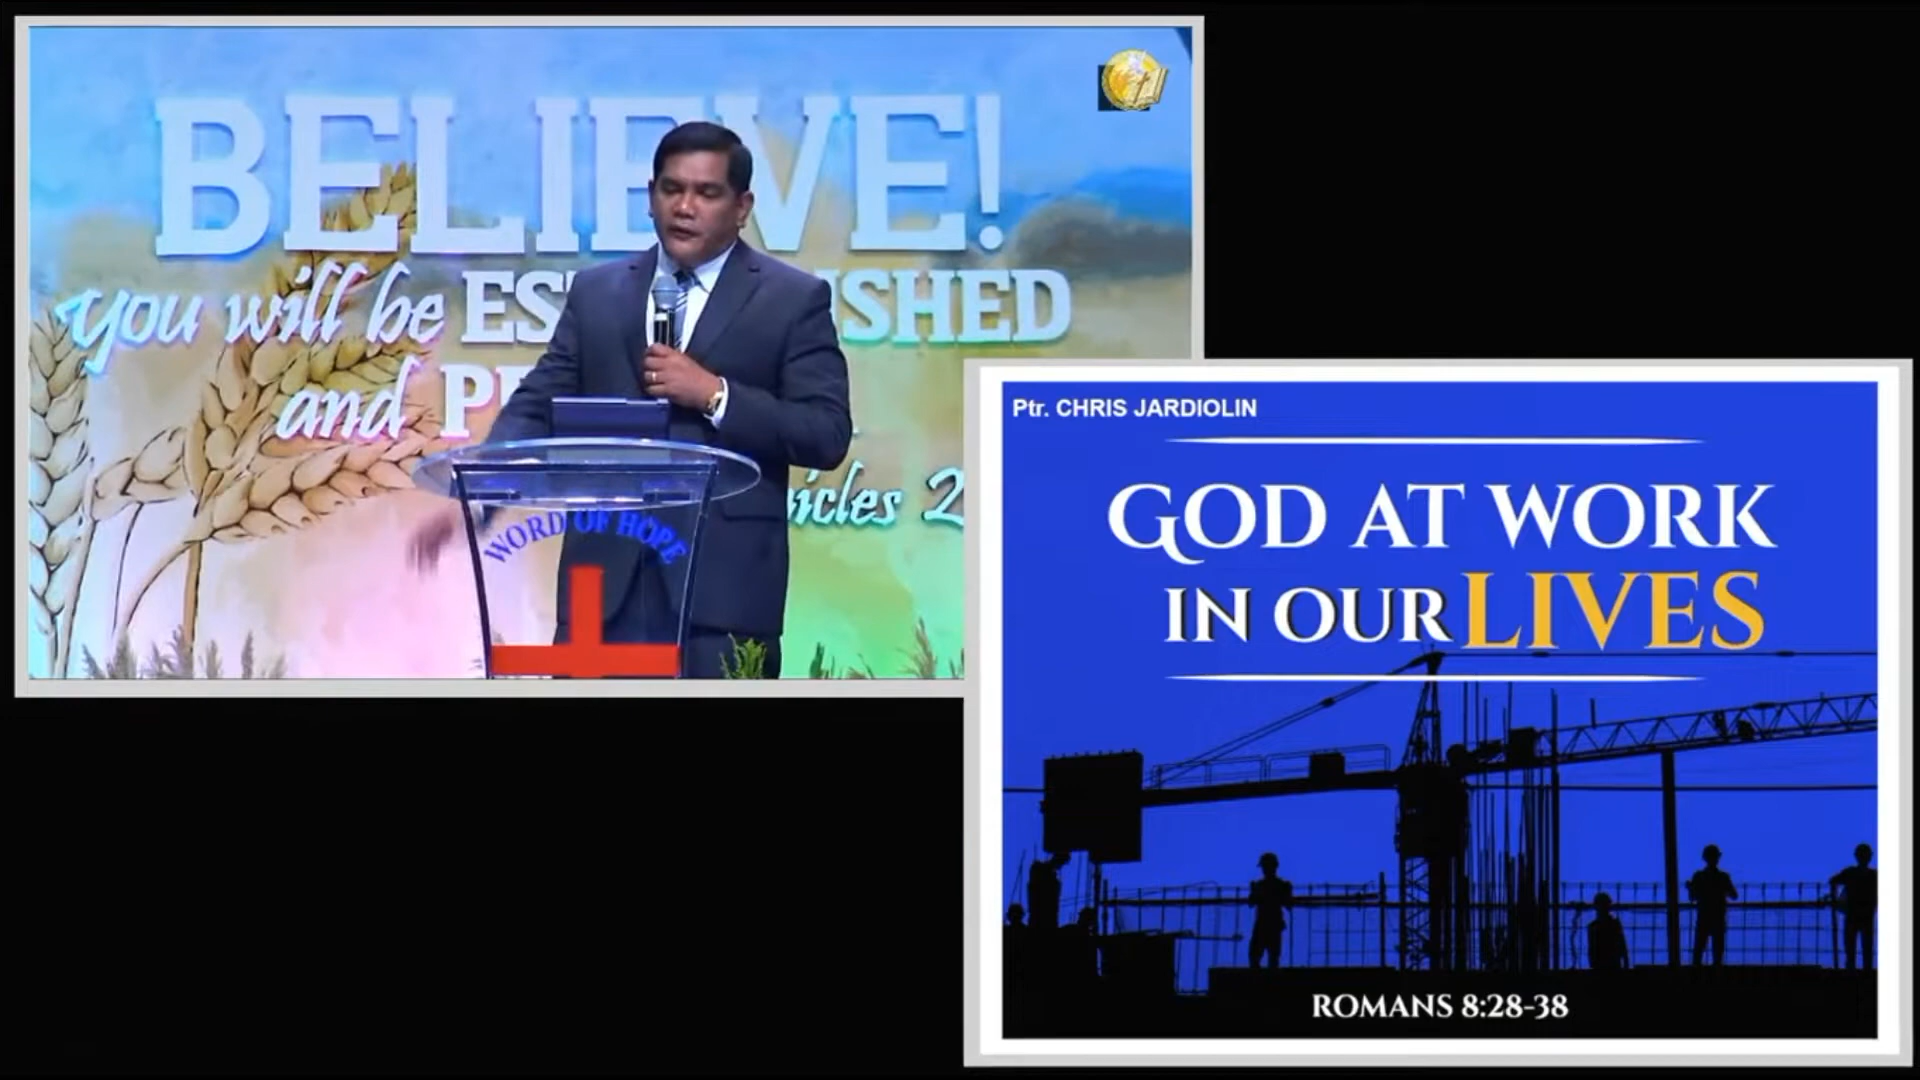 BELIEVE!
you will be
and
WORD OF HOPE
Ptr. CHRIS JARDIOLIN
GOD AT WORK
IN OUR LIVES
ROMANS 8:28-38